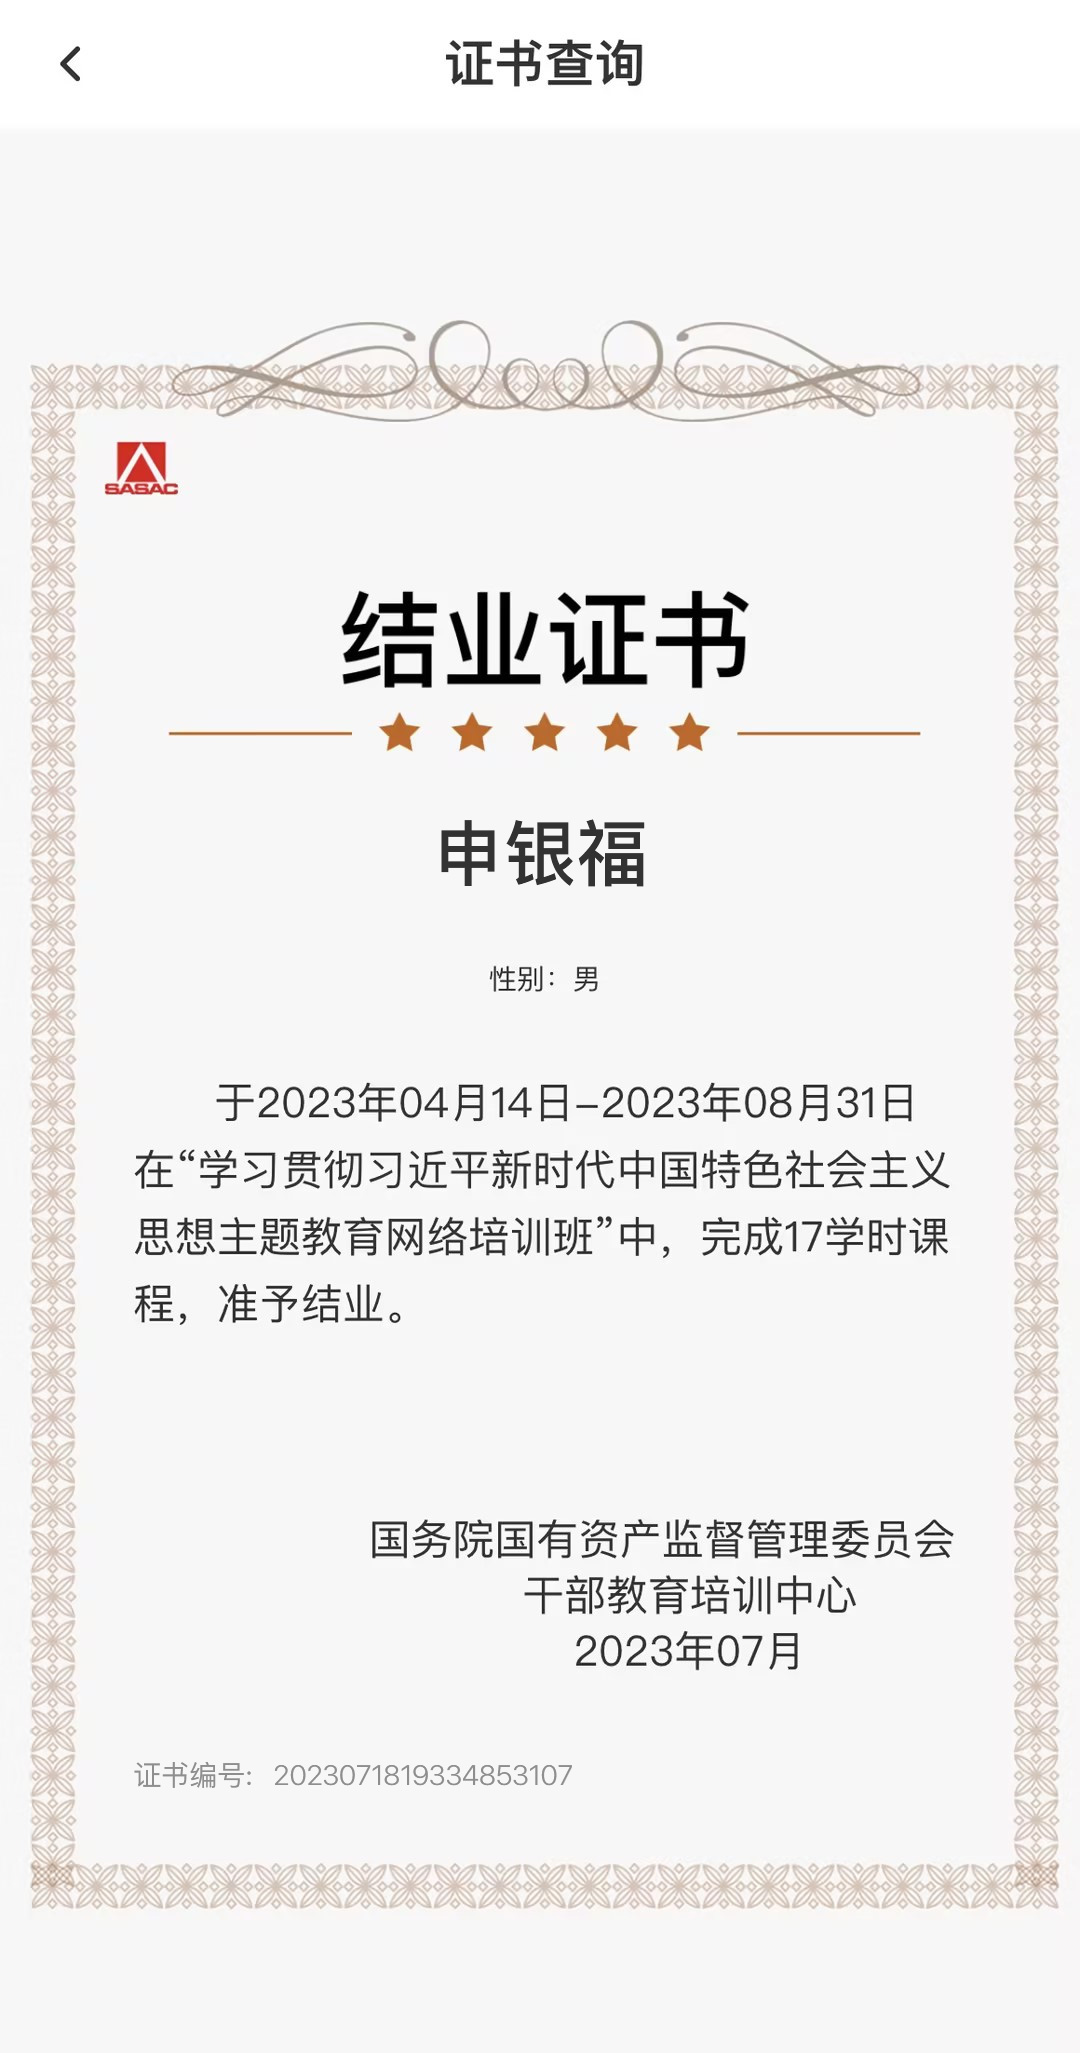 证书查询
SASAC
结业证书
申银福
性别：男
于2023年04月14日–2023年08月31日
在“学习贯彻习近平新时代中国特色社会主义
思想主题教育网络培训班”中，完成17学时课
程，准予结业。
国务院国有资产监督管理委员会
干部教育培训中心
2023年07月
证书编号：2023071819334853107